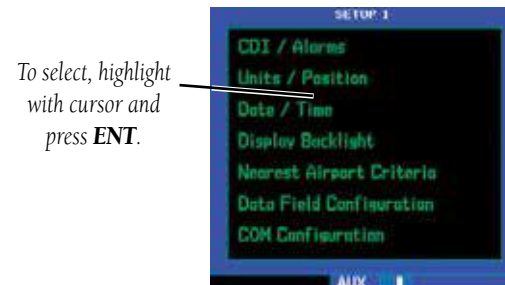 SETUP 1
To select, highlight
with cursor and
press ENT.
CDI / Alarms
Units / Position
Date / Time
Display Backlight
Nearest Airport Criteria
Data Field Configuration
COM Configuration
AUX